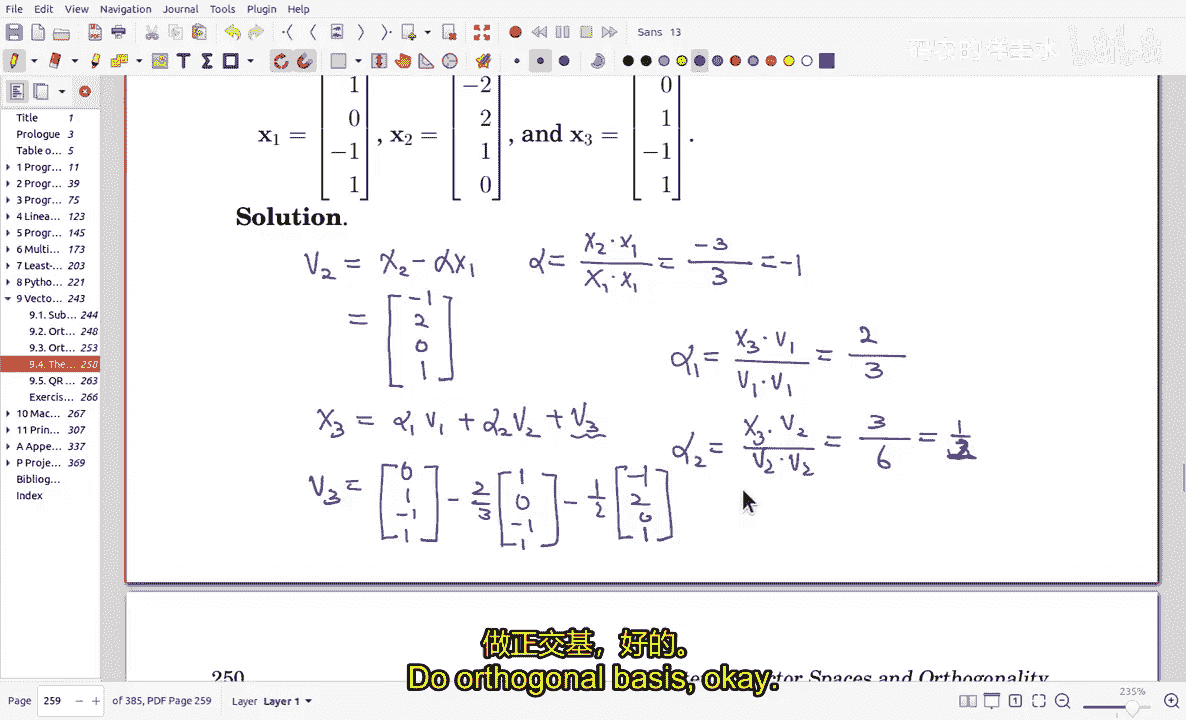 File Edit View Navigation Journal Tools Plugin Help
Sans 13
Title 1
Prologue 3
Table o... 5
1 Progr... 11
2 Progr... 39
3 Progr... 75
4 Linea... 123
5 Progr... 145
6 Multi... 173
7 Least-... 203
8 Pytho... 221
9 Vecto... 243
9.1. Sub... 244
9.2. Ort... 248
9.3. Ort... 253
9.4. The... 258
9.5. QR ... 263
Exercis... 266
10 Mac... 267
11 Prin... 307
A Appe... 337
P Proje... 369
Bibliog...
Index
x₁ = [1 0 −1 1], x₂ = [−2 2 1 0], and x₃ = [0 1 −1 1].
Solution.
V₂ = X₂ − αX₁ α = X₂·X₁ / X₁·X₁ = −3/3 = −1
= [−1 2 0 1]
α₁ = X₃·V₁ / V₁·V₁ = 2/3
X₃ = α₁V₁ + α₂V₂ + V₃
α₂ = X₃·V₂ / V₂·V₂ = 3/6 = 1/2
V₃ = [0 1 −1 1] − 2/3 [1 0 −1 1] − 1/2 [−1 2 0 1]
做正交基，好的。
Do orthogonal basis, okay.
Page 259 of 385, PDF Page 259 Layer Layer 1 235%